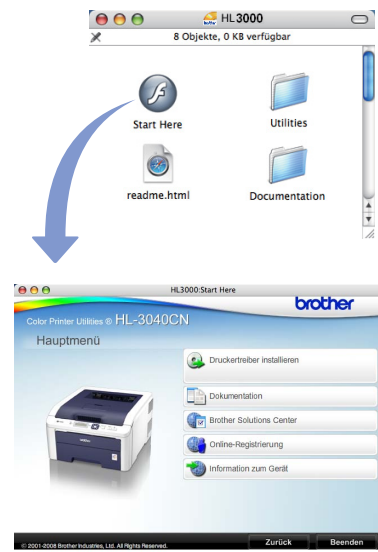 HL3000
8 Objekte, 0 KB verfügbar
Start Here
Utilities
readme.html
Documentation
HL3000:Start Here
brother
Color Printer Utilities ® HL-3040CN
Hauptmenü
Druckertreiber installieren
Dokumentation
Brother Solutions Center
Online-Registrierung
Information zum Gerät
© 2001-2008 Brother Industries, Ltd. All Rights Reserved.
Zurück
Beenden